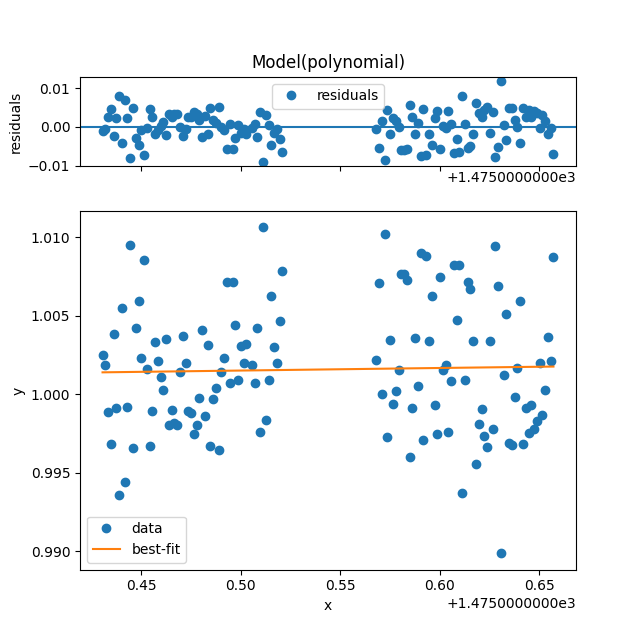 Model(polynomial)
0.01
0.00
−0.01
residuals
residuals
+1.4750000000e3
1.010
1.005
1.000
0.995
0.990
y
data
best-fit
0.45
0.50
0.55
0.60
0.65
x
+1.4750000000e3